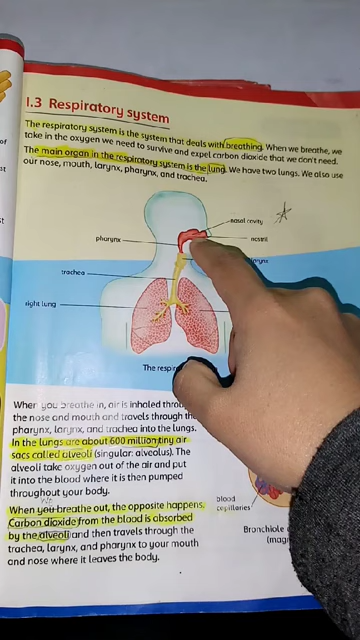 1.3 Respiratory system
The respiratory system is the system that deals with breathing. When we breathe, we
take in the oxygen we need to survive and expel carbon dioxide that we don't need.
The main organ in the respiratory system is the lung. We have two lungs. We also use
our nose, mouth, larynx, pharynx, and trachea.
nasal cavity
pharynx
nostril
larynx
trachea
right lung
The
When you breathe in, air is inhaled through
the nose and mouth and travels through the
pharynx, larynx, and trachea into the lungs.
In the lungs are about 600 million tiny air
sacs called alveoli (singular: alveolus). The
alveoli take oxygen out of the air and put
it into the blood where it is then pumped
throughout your body.
We
When you breathe out, the opposite happens.
Carbon dioxide from the blood is absorbed
by the alveoli and then travels through the
trachea, larynx, and pharynx to your mouth
and nose where it leaves the body.
blood
capillaries
Bronchiole